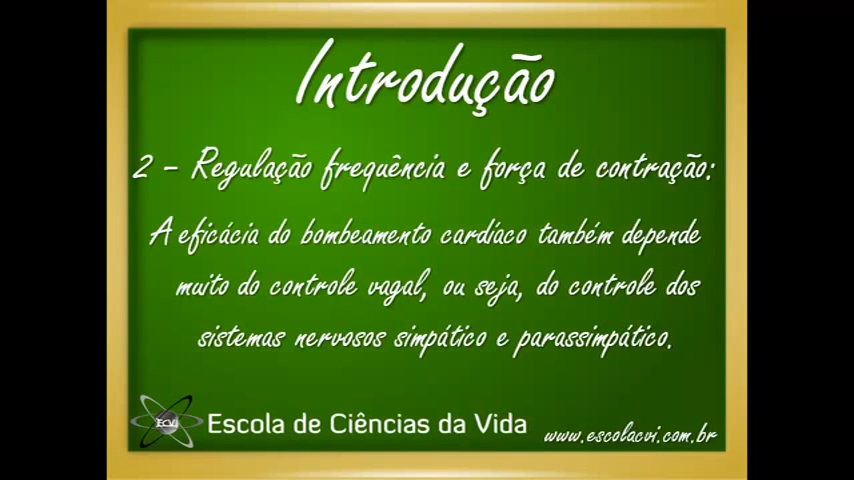 Introdução
2 – Regulação frequência e força de contração:
A eficácia do bombeamento cardíaco também depende
muito do controle vagal, ou seja, do controle dos
sistemas nervosos simpático e parassimpático.
ECVi
Escola de Ciências da Vida
www.escolacvi.com.br